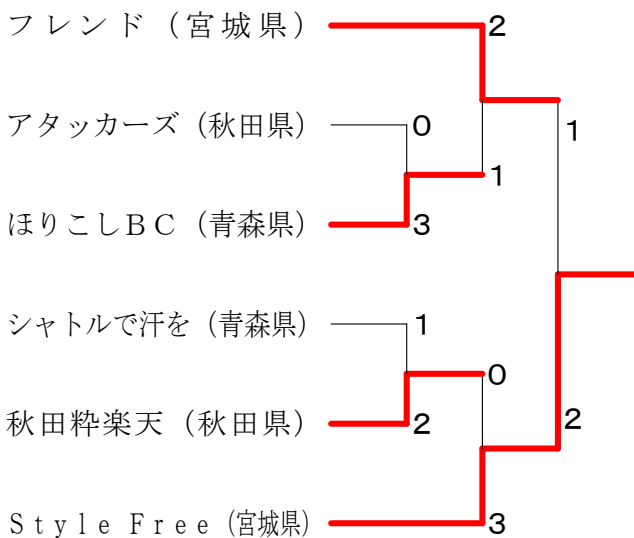 フレンド（宮城県） 2
アタッカーズ（秋田県） 0
1
1
ほりこしＢＣ（青森県） 3
シャトルで汗を（青森県） 1
0
秋田粋楽天（秋田県） 2
2
Ｓｔｙｌｅ Ｆｒｅｅ（宮城県） 3